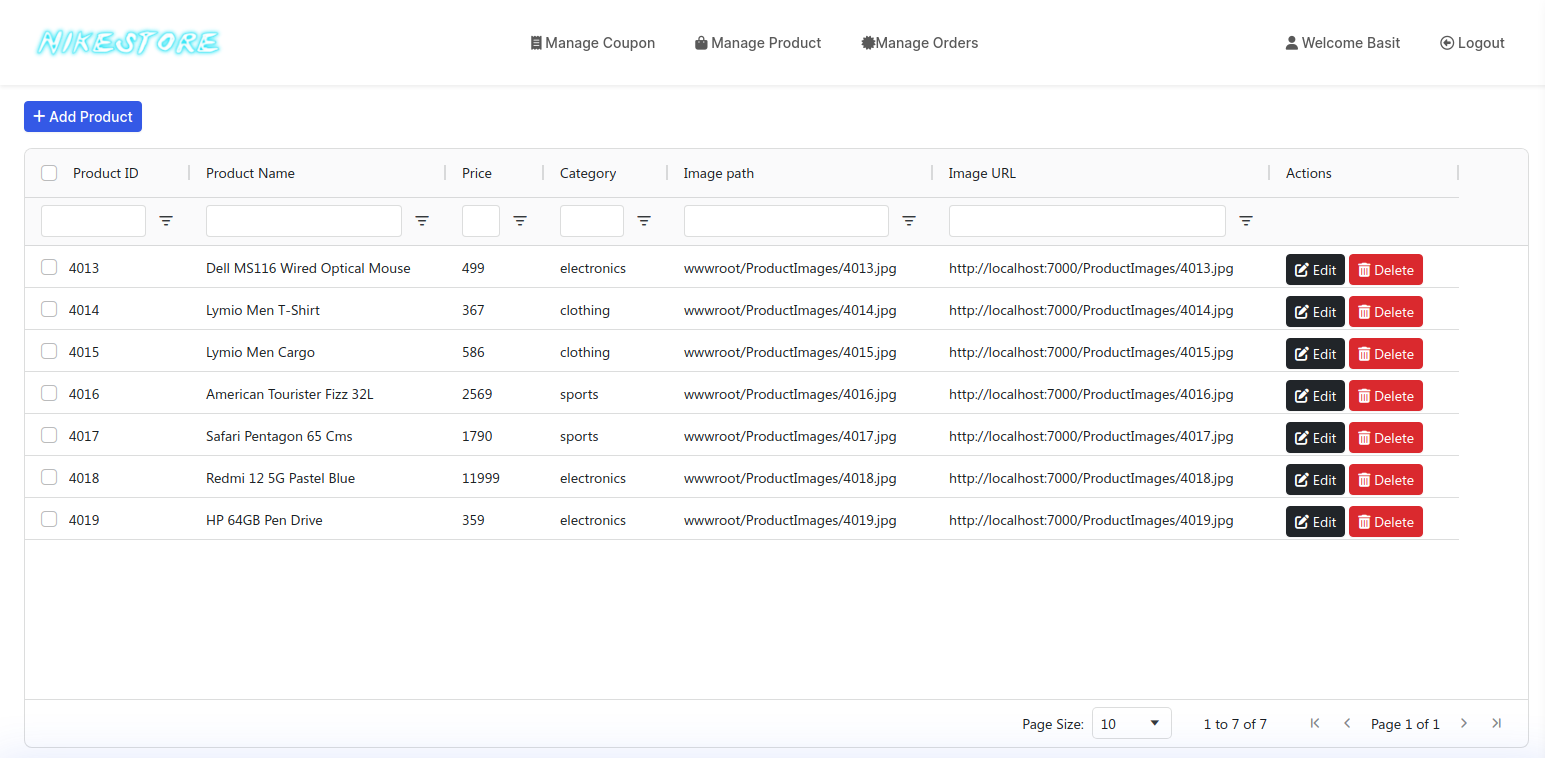 NIKESTORE Manage Coupon Manage Product Manage Orders Welcome Basit Logout
+ Add Product
Product ID Product Name Price Category Image path Image URL Actions
4013 Dell MS116 Wired Optical Mouse 499 electronics wwwroot/ProductImages/4013.jpg http://localhost:7000/ProductImages/4013.jpg Edit Delete
4014 Lymio Men T-Shirt 367 clothing wwwroot/ProductImages/4014.jpg http://localhost:7000/ProductImages/4014.jpg Edit Delete
4015 Lymio Men Cargo 586 clothing wwwroot/ProductImages/4015.jpg http://localhost:7000/ProductImages/4015.jpg Edit Delete
4016 American Tourister Fizz 32L 2569 sports wwwroot/ProductImages/4016.jpg http://localhost:7000/ProductImages/4016.jpg Edit Delete
4017 Safari Pentagon 65 Cms 1790 sports wwwroot/ProductImages/4017.jpg http://localhost:7000/ProductImages/4017.jpg Edit Delete
4018 Redmi 12 5G Pastel Blue 11999 electronics wwwroot/ProductImages/4018.jpg http://localhost:7000/ProductImages/4018.jpg Edit Delete
4019 HP 64GB Pen Drive 359 electronics wwwroot/ProductImages/4019.jpg http://localhost:7000/ProductImages/4019.jpg Edit Delete
Page Size: 10 1 to 7 of 7 Page 1 of 1